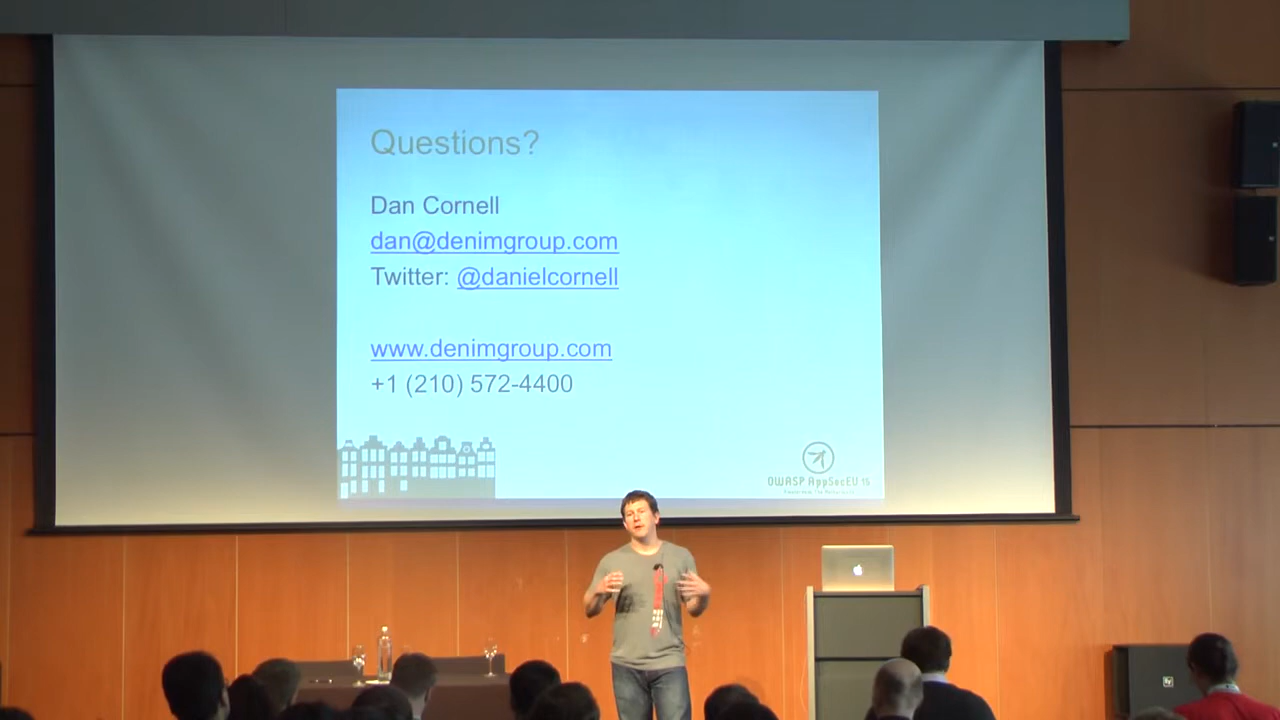 Questions?
Dan Cornell
dan@denimgroup.com
Twitter: @danielcornell
www.denimgroup.com
+1 (210) 572-4400
OWASP AppSecEU 15